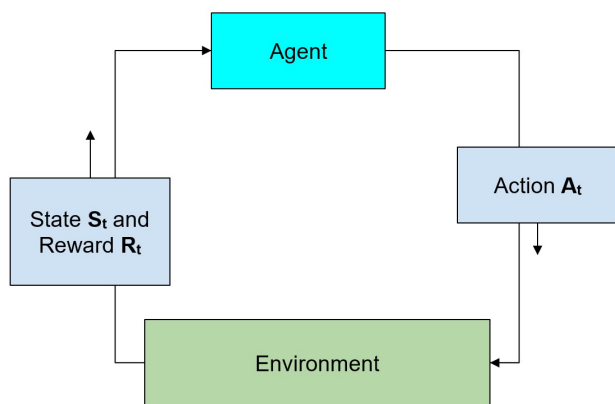 Agent
Action Aₜ
State Sₜ and
Reward Rₜ
Environment